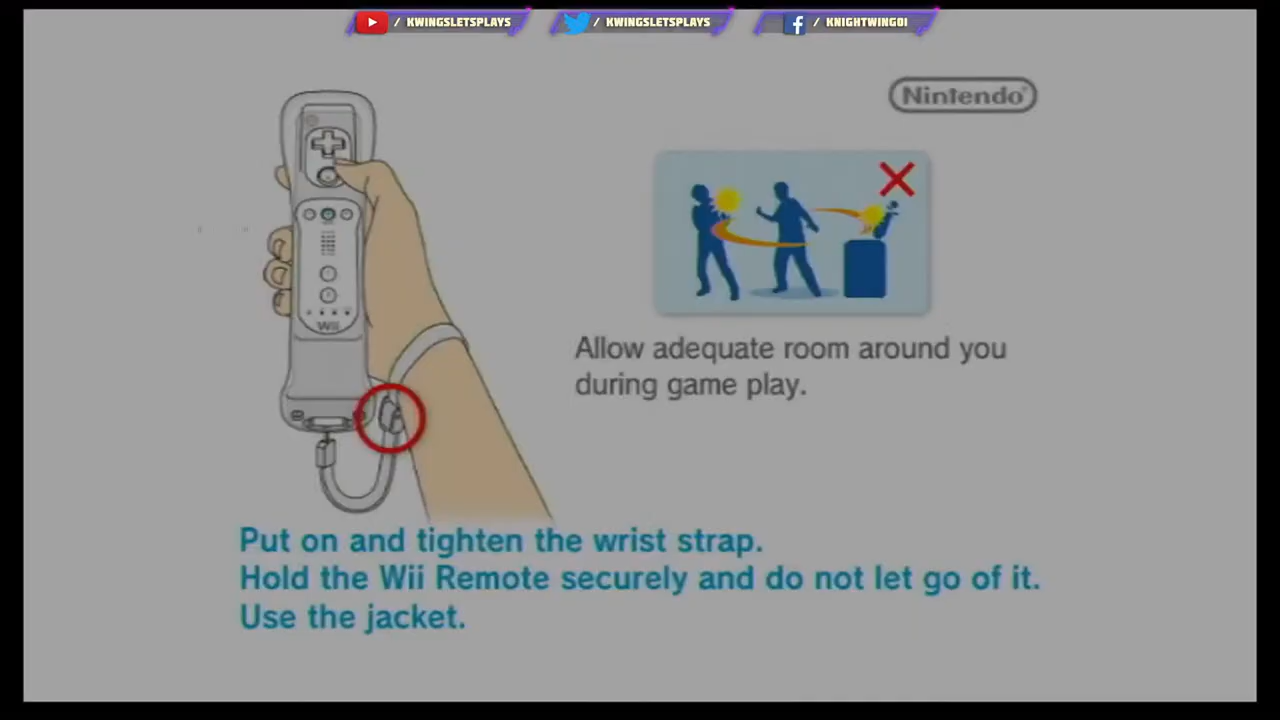 / KWINGSLETSPLAYS / KWINGSLETSPLAYS / KNIGHTWING01
Nintendo®
Wii
Allow adequate room around you
during game play.
Put on and tighten the wrist strap.
Hold the Wii Remote securely and do not let go of it.
Use the jacket.